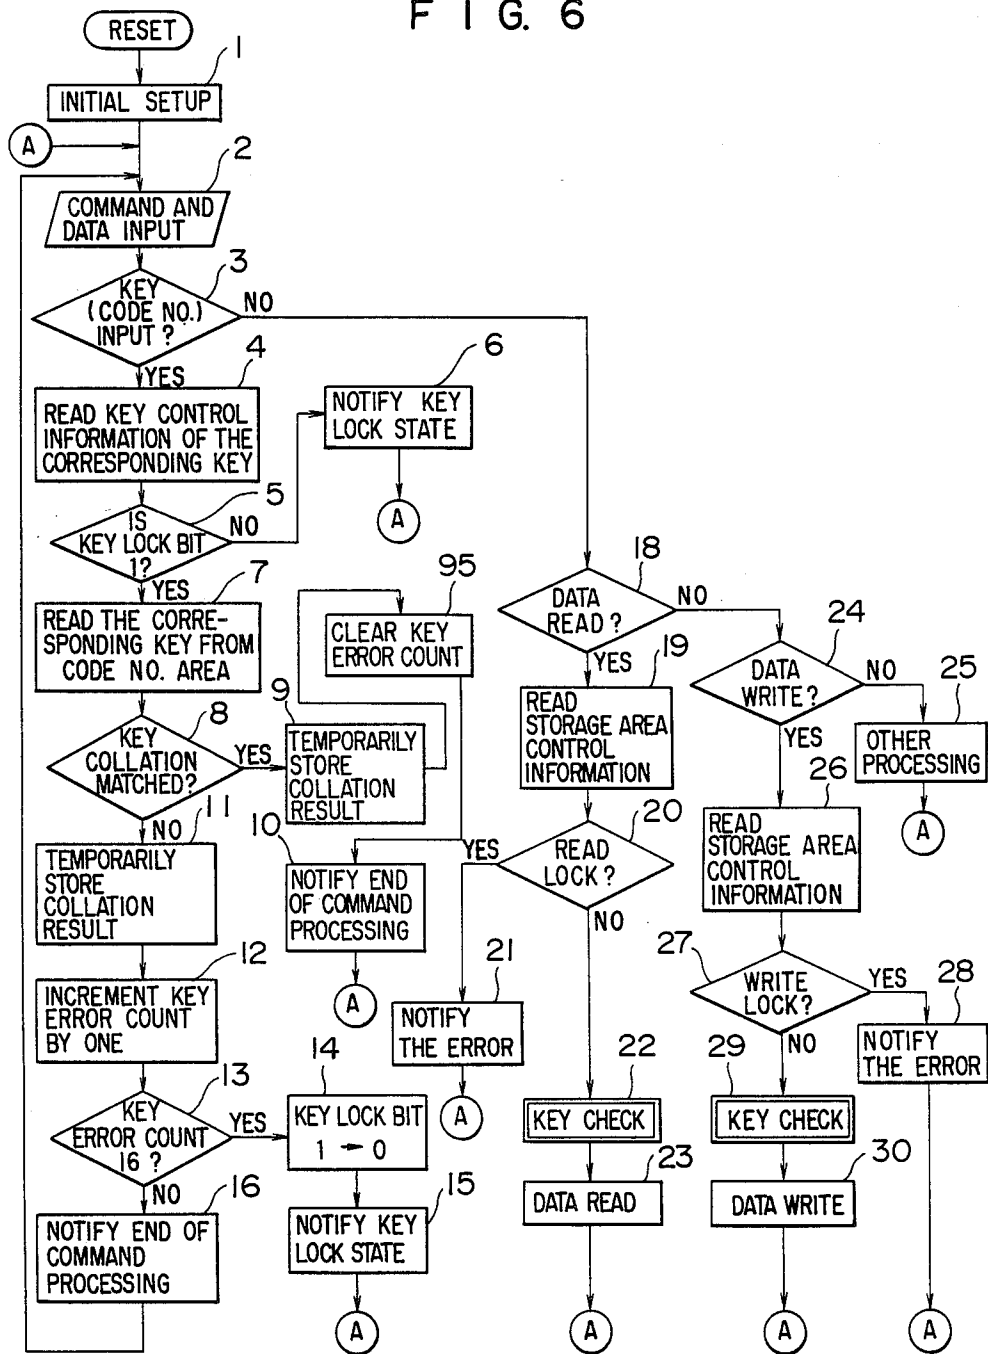 F I G. 6
RESET
1
INITIAL SETUP
A
2
COMMAND AND
DATA INPUT
3
KEY
(CODE NO.)
INPUT?
NO
YES
4
READ KEY CONTROL
INFORMATION OF THE
CORRESPONDING KEY
6
NOTIFY KEY
LOCK STATE
A
5
IS
KEY LOCK BIT
1?
NO
YES
7
READ THE CORRE-
SPONDING KEY FROM
CODE NO. AREA
95
CLEAR KEY
ERROR COUNT
8
KEY
COLLATION
MATCHED?
YES
NO
9
TEMPORARILY
STORE
COLLATION
RESULT
10
NOTIFY END
OF COMMAND
PROCESSING
A
11
TEMPORARILY
STORE
COLLATION
RESULT
12
INCREMENT KEY
ERROR COUNT
BY ONE
13
KEY
ERROR COUNT
16?
YES
NO
14
KEY LOCK BIT
1 → 0
15
NOTIFY KEY
LOCK STATE
A
16
NOTIFY END OF
COMMAND
PROCESSING
18
DATA
READ?
NO
YES
19
READ
STORAGE AREA
CONTROL
INFORMATION
20
READ
LOCK?
YES
NO
21
NOTIFY
THE ERROR
A
22
KEY CHECK
23
DATA READ
A
24
DATA
WRITE?
NO
YES
25
OTHER
PROCESSING
A
26
READ
STORAGE AREA
CONTROL
INFORMATION
27
WRITE
LOCK?
YES
NO
28
NOTIFY
THE ERROR
A
29
KEY CHECK
30
DATA WRITE
A